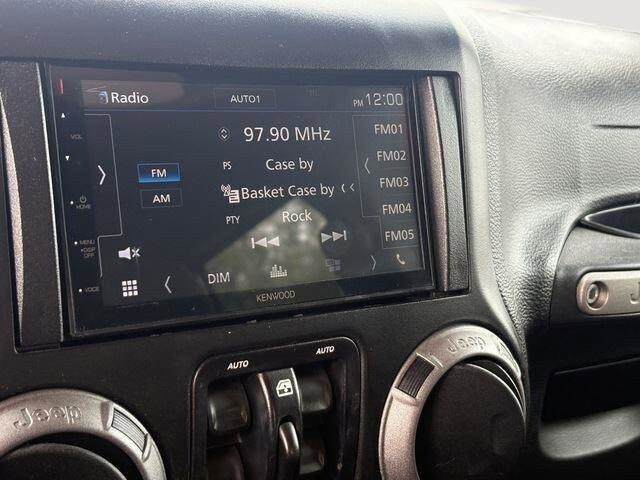 Radio
AUTO1
PM 12:00
VOL
97.90 MHz
FM01
FM
PS Case by
FM02
AM
Basket Case by
FM03
HOME
PTY Rock
FM04
FM05
MENU
DISP
OFF
DIM
VOICE
KENWOOD
AUTO
AUTO
Jeep
Jeep